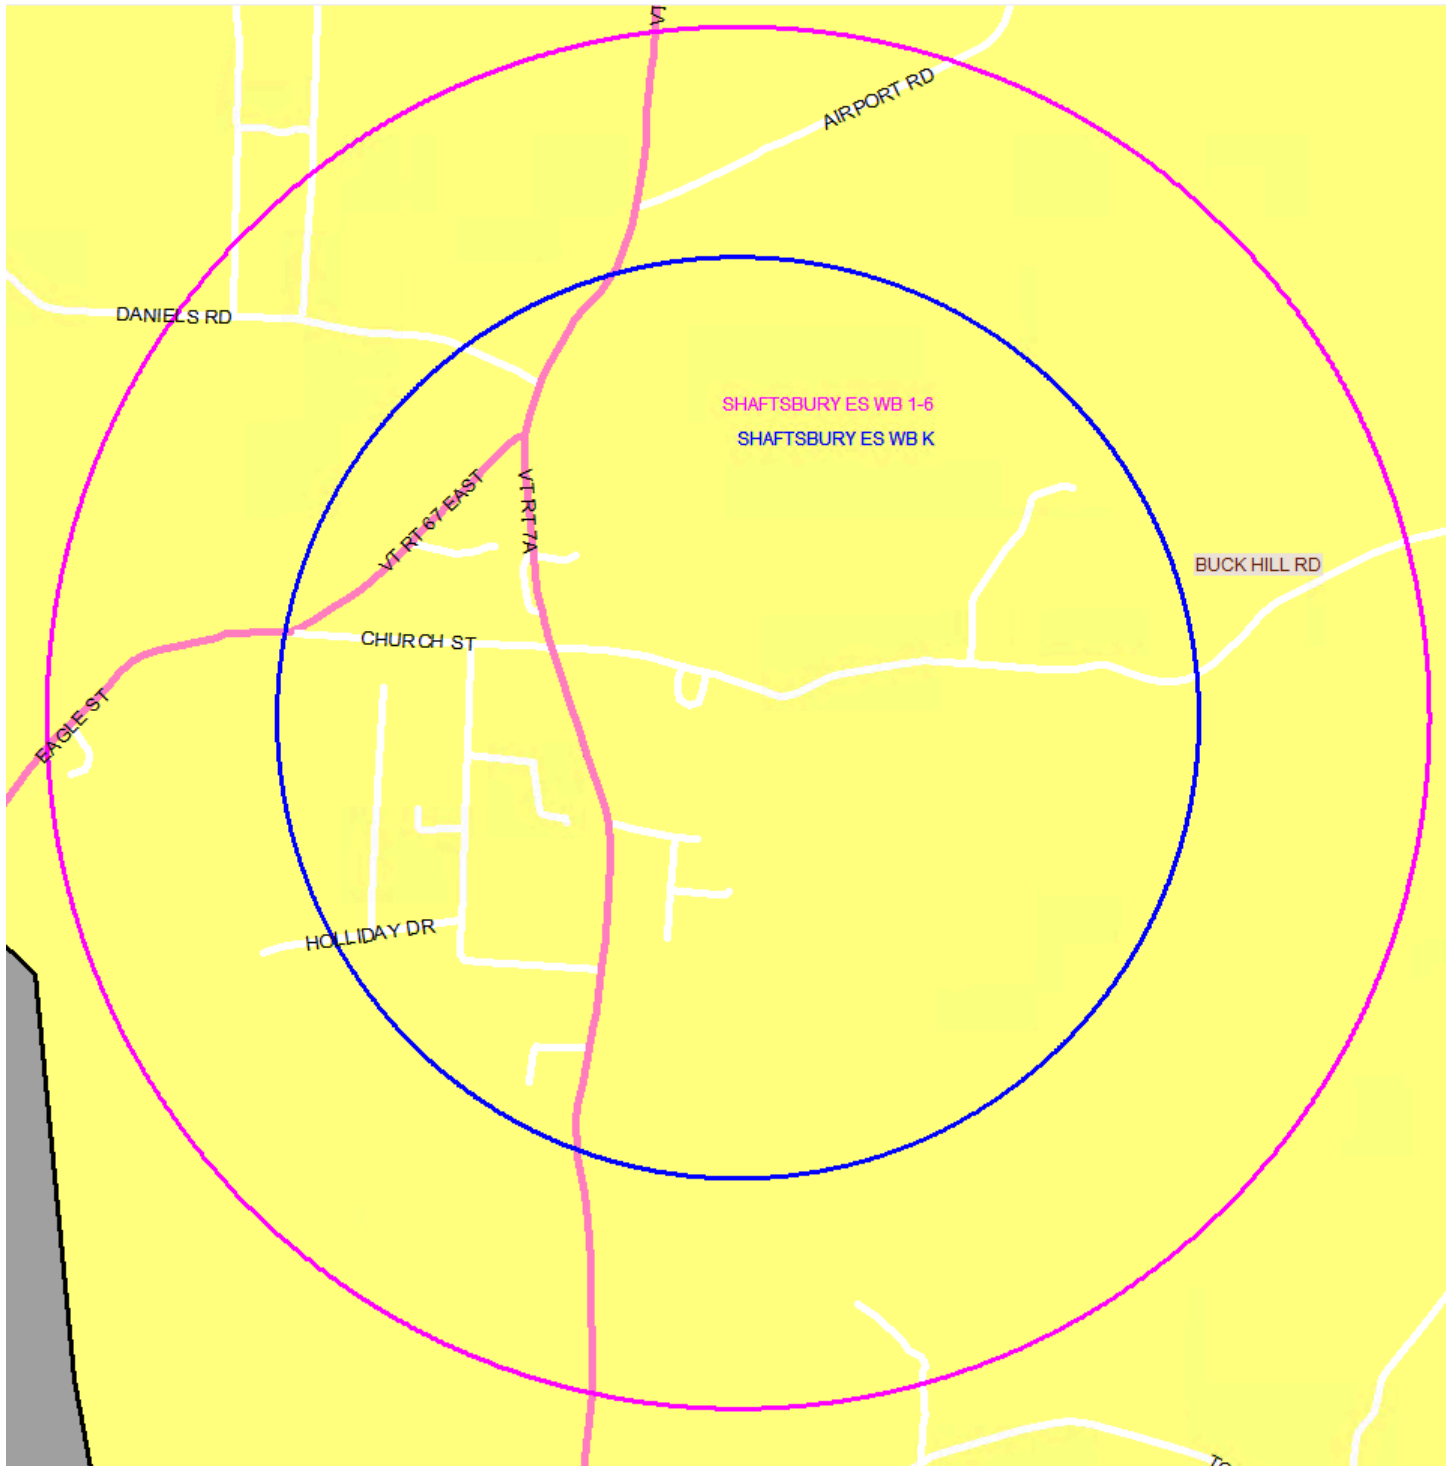 AIRPORT RD
DANIELS RD
SHAFTSBURY ES WB 1-6
SHAFTSBURY ES WB K
VT RT 67 EAST
VT RT 7A
BUCK HILL RD
CHURCH ST
EAGLE ST
HOLLIDAY DR